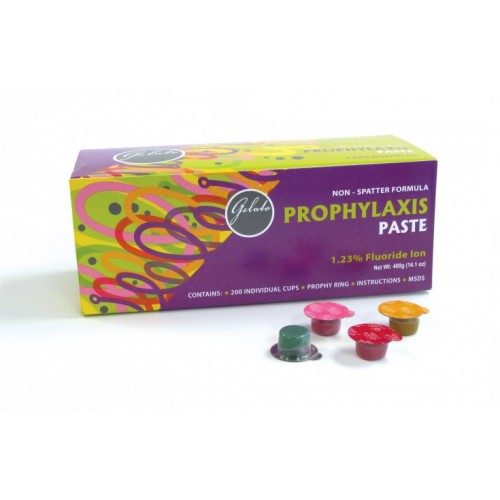 PROPHYLAXIS
PASTE
gelato
NON - SPATTER FORMULA
PROPHYLAXIS
PASTE
1.23% Fluoride Ion
Net Wt: 400g (14.1 oz)
CONTAINS: • 200 INDIVIDUAL CUPS • PROPHY RING • INSTRUCTIONS • MSDS